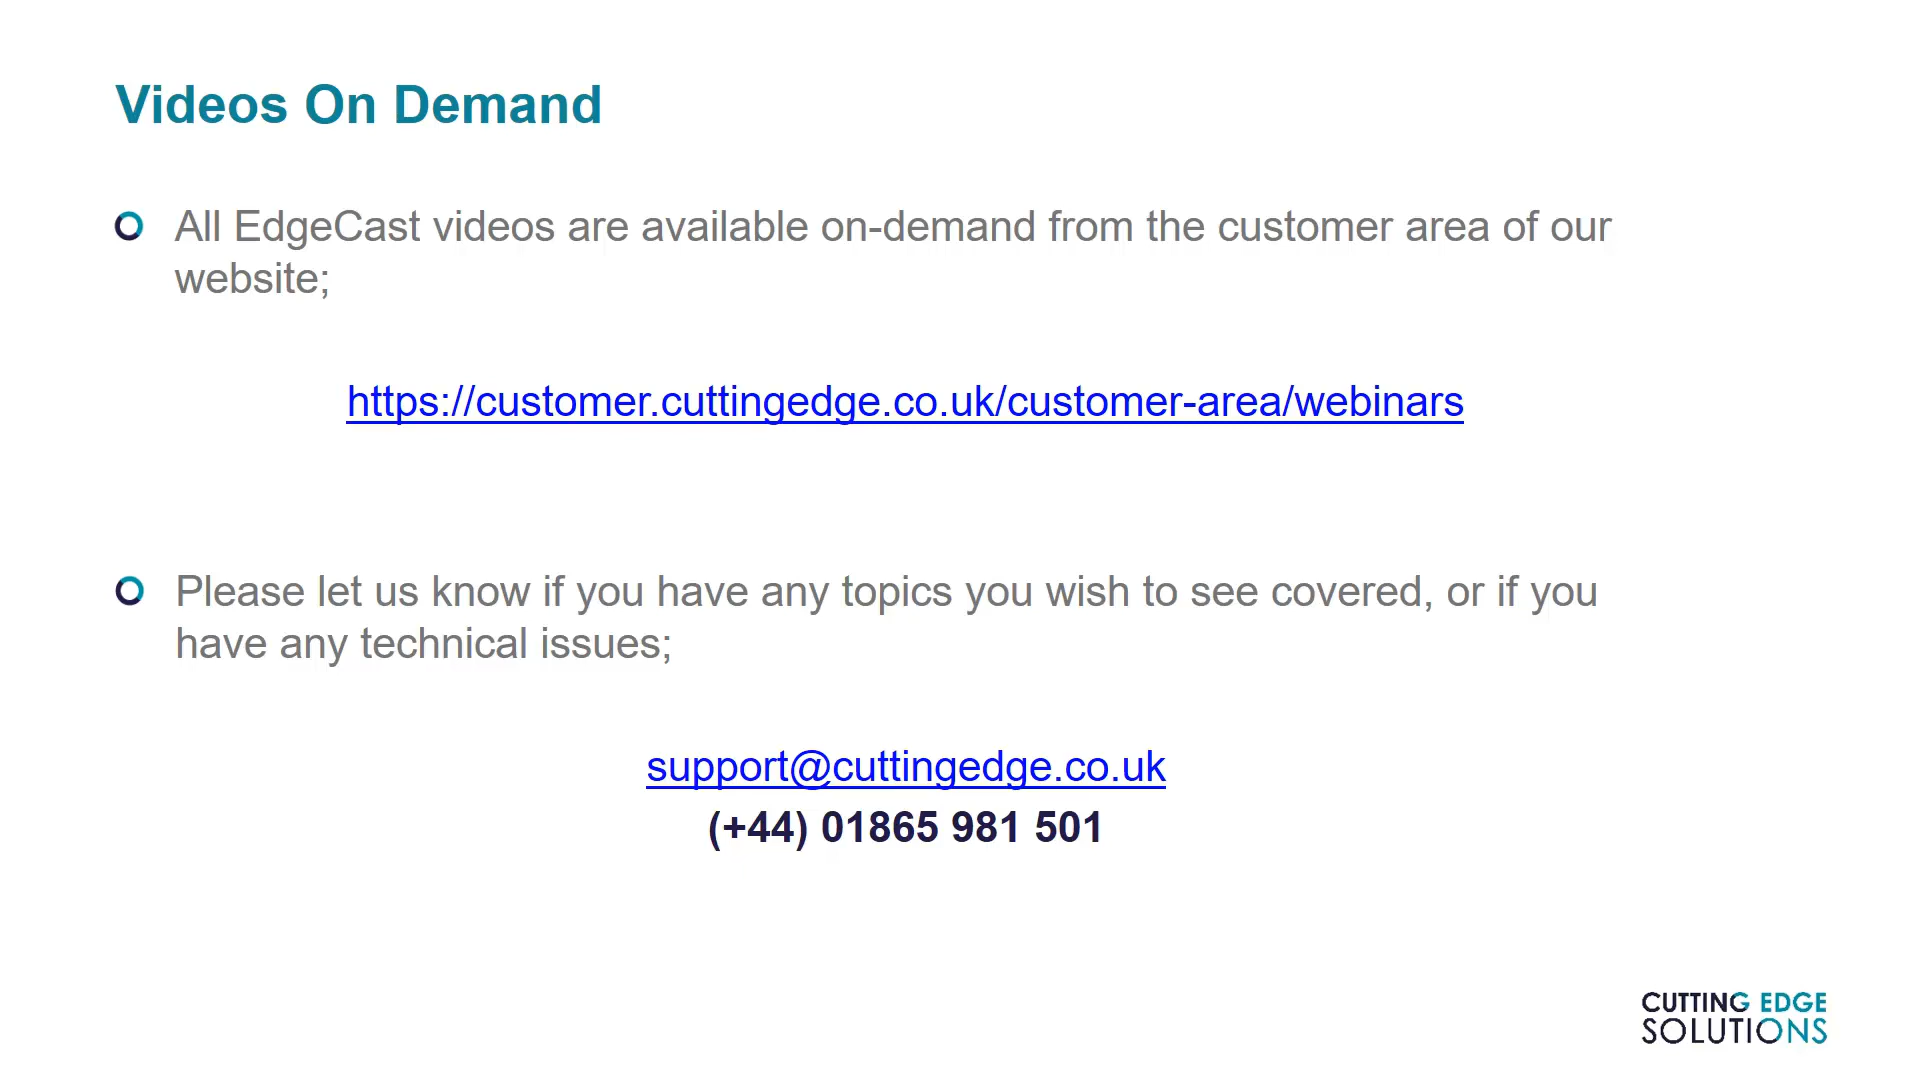 Videos On Demand
All EdgeCast videos are available on-demand from the customer area of our
website;
https://customer.cuttingedge.co.uk/customer-area/webinars
Please let us know if you have any topics you wish to see covered, or if you
have any technical issues;
support@cuttingedge.co.uk
(+44) 01865 981 501
CUTTING EDGE
SOLUTIONS